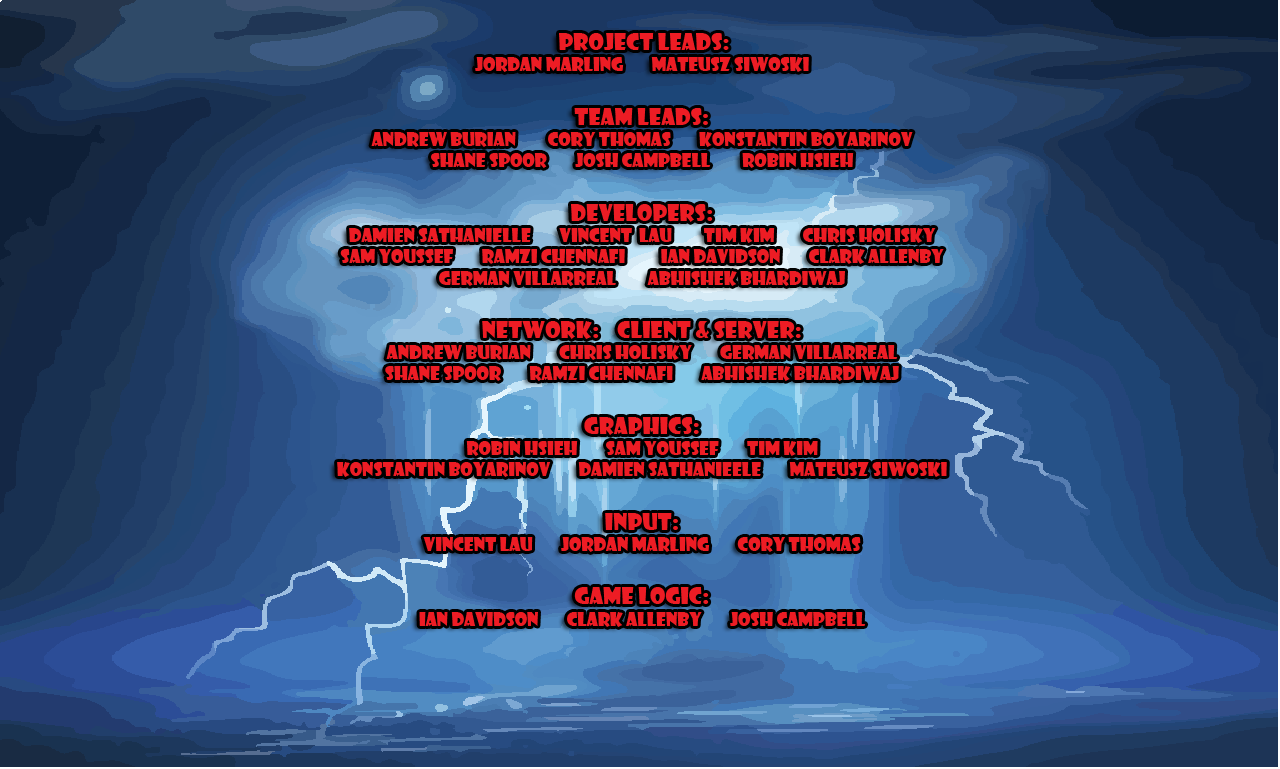 PROJECT LEADS:
JORDAN MARLING MATEUSZ SIWOSKI
TEAM LEADS:
ANDREW BURIAN CORY THOMAS KONSTANTIN BOYARINOV
SHANE SPOOR JOSH CAMPBELL ROBIN HSIEH
DEVELOPERS:
DAMIEN SATHANIELLE VINCENT LAU TIM KIM CHRIS HOLISKY
SAM YOUSSEF RAMZI CHENNAFI IAN DAVIDSON CLARK ALLENBY
GERMAN VILLARREAL ABHISHEK BHARDIWAJ
NETWORK: CLIENT & SERVER:
ANDREW BURIAN CHRIS HOLISKY GERMAN VILLARREAL
SHANE SPOOR RAMZI CHENNAFI ABHISHEK BHARDIWAJ
GRAPHICS:
ROBIN HSIEH SAM YOUSSEF TIM KIM
KONSTANTIN BOYARINOV DAMIEN SATHANIEELE MATEUSZ SIWOSKI
INPUT:
VINCENT LAU JORDAN MARLING CORY THOMAS
GAME LOGIC:
IAN DAVIDSON CLARK ALLENBY JOSH CAMPBELL